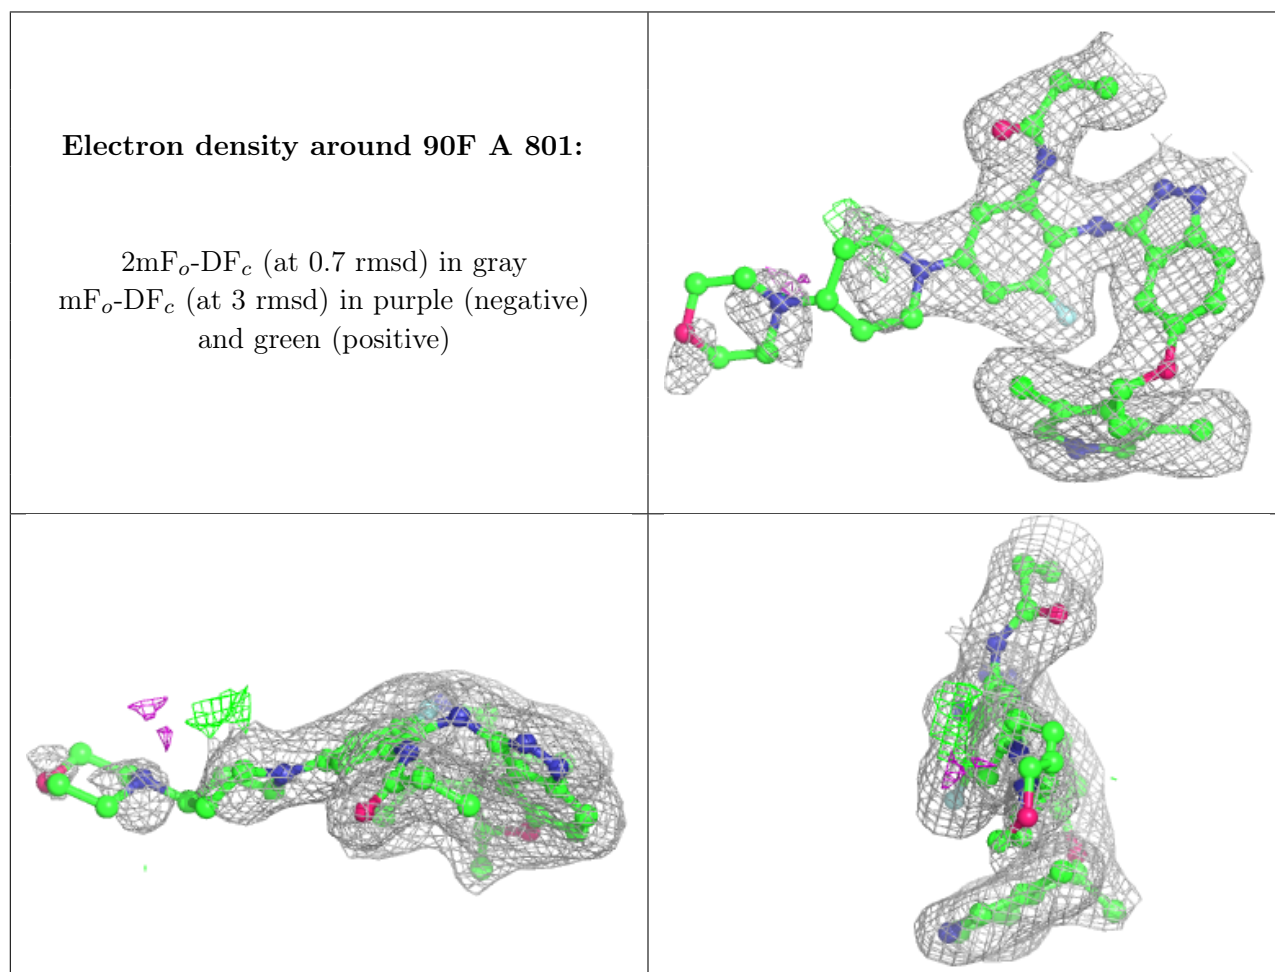 Electron density around 90F A 801:
2mFo-DFc (at 0.7 rmsd) in gray
mFo-DFc (at 3 rmsd) in purple (negative)
and green (positive)